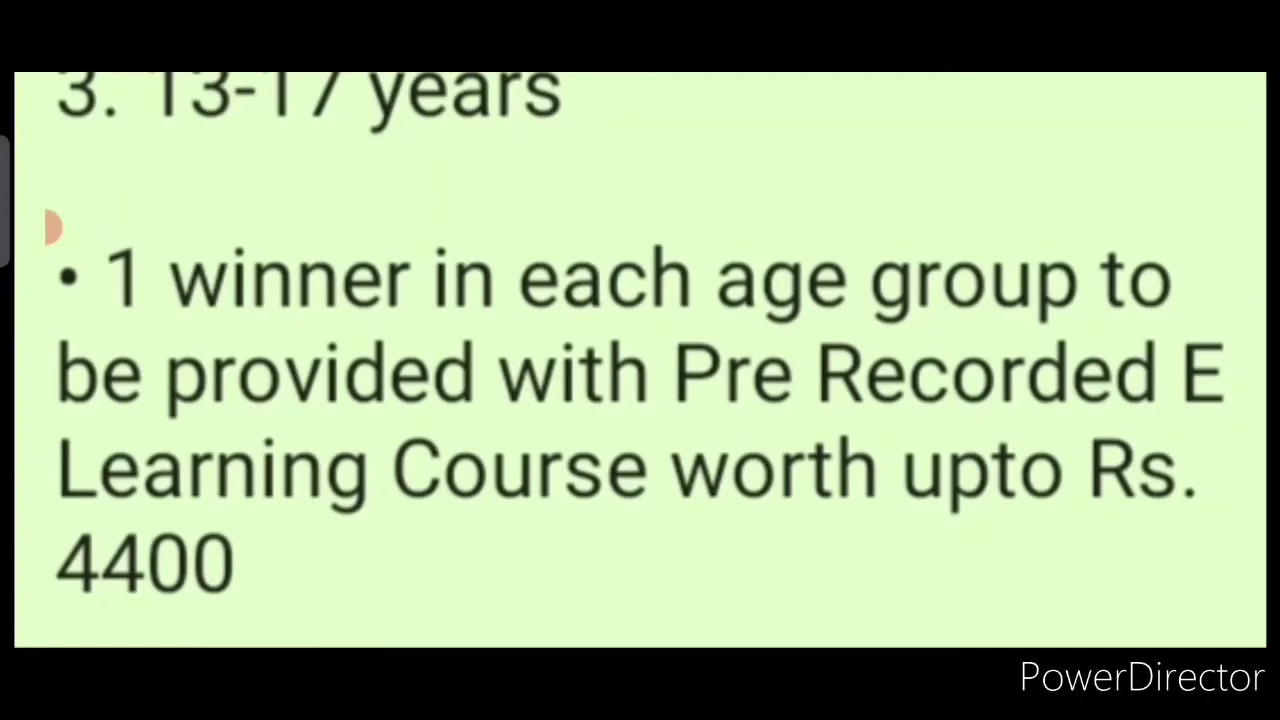 3. 13-17 years
• 1 winner in each age group to
be provided with Pre Recorded E
Learning Course worth upto Rs.
4400
PowerDirector